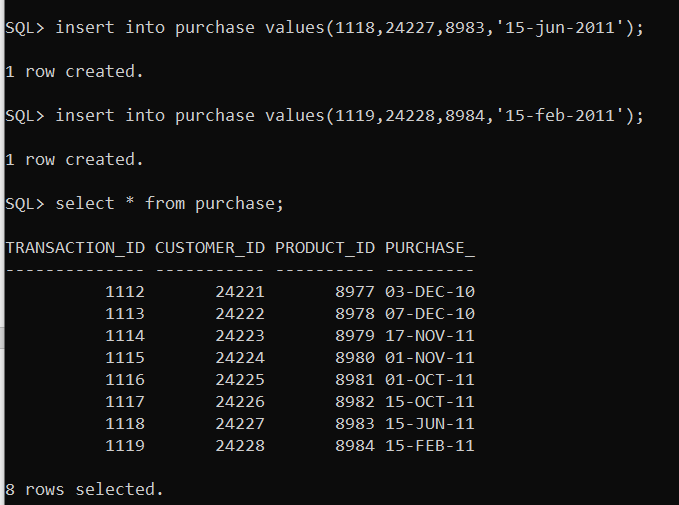 SQL> insert into purchase values(1118,24227,8983,'15-jun-2011');
1 row created.
SQL> insert into purchase values(1119,24228,8984,'15-feb-2011');
1 row created.
SQL> select * from purchase;
TRANSACTION_ID CUSTOMER_ID PRODUCT_ID PURCHASE_
-------------- ----------- ---------- ---------
1112 24221 8977 03-DEC-10
1113 24222 8978 07-DEC-10
1114 24223 8979 17-NOV-11
1115 24224 8980 01-NOV-11
1116 24225 8981 01-OCT-11
1117 24226 8982 15-OCT-11
1118 24227 8983 15-JUN-11
1119 24228 8984 15-FEB-11
8 rows selected.